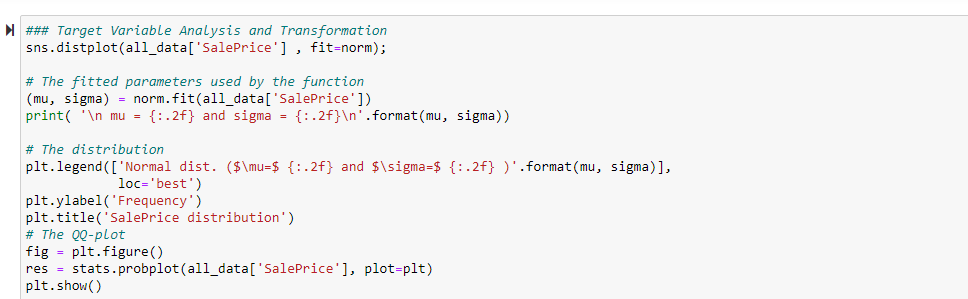 ### Target Variable Analysis and Transformation
sns.distplot(all_data['SalePrice'] , fit=norm);
# The fitted parameters used by the function
(mu, sigma) = norm.fit(all_data['SalePrice'])
print( '\n mu = {:.2f} and sigma = {:.2f}\n'.format(mu, sigma))
# The distribution
plt.legend(['Normal dist. ($\mu=$ {:.2f} and $\sigma=$ {:.2f} )'.format(mu, sigma)],
loc='best')
plt.ylabel('Frequency')
plt.title('SalePrice distribution')
# The QQ-plot
fig = plt.figure()
res = stats.probplot(all_data['SalePrice'], plot=plt)
plt.show()